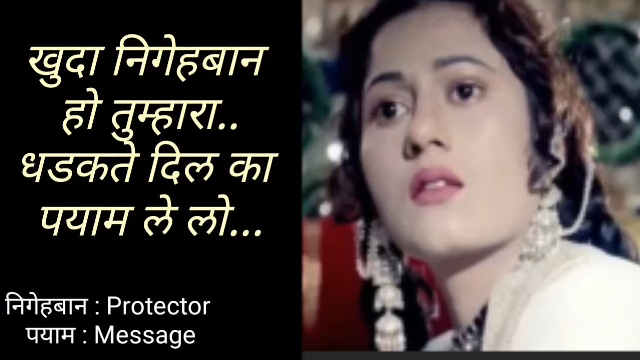 खुदा निगेहबान
हो तुम्हारा..
धडकते दिल का
पयाम ले लो...
निगेहबान : Protector
पयाम : Message